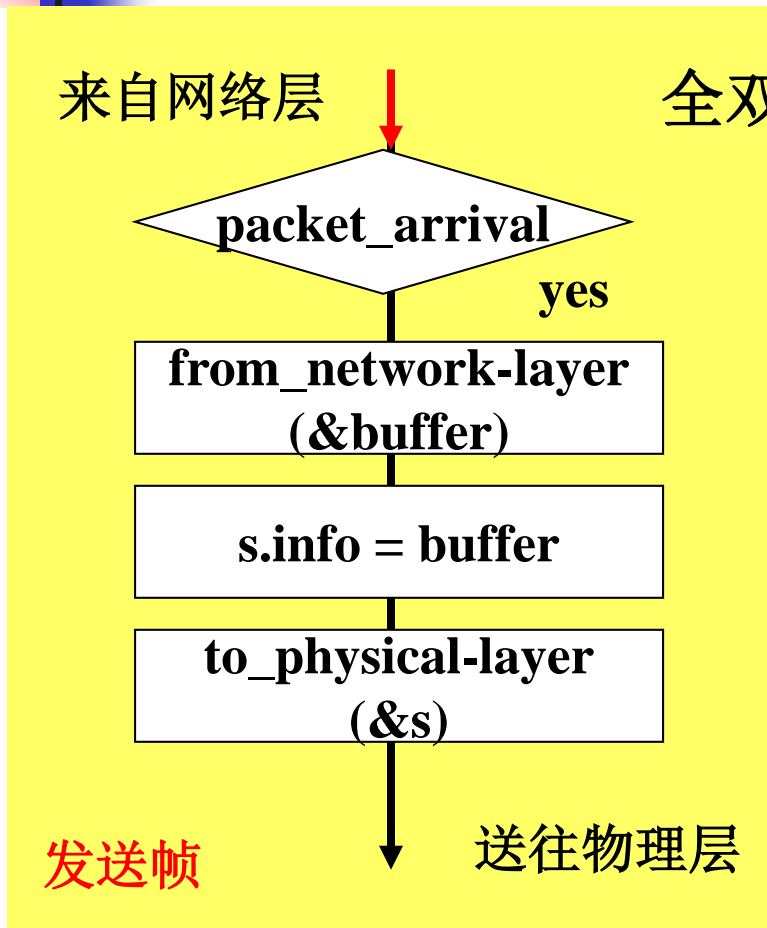 来自网络层
全双
packet_arrival
yes
from_network-layer
(&buffer)
s.info = buffer
to_physical-layer
(&s)
发送帧
送往物理层